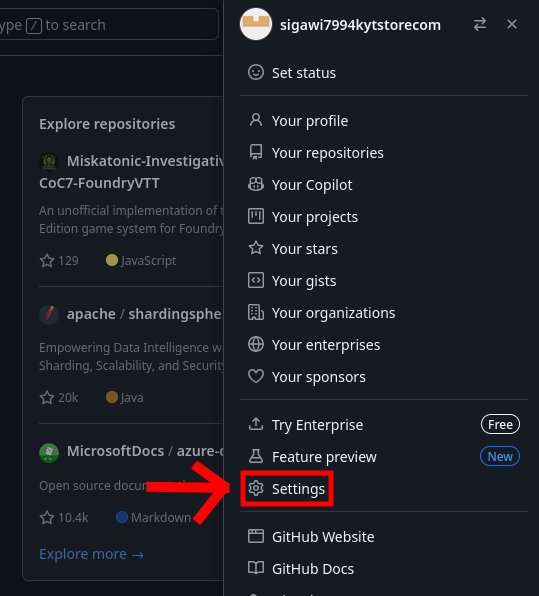 ype / to search
sigawi7994kytstorecom
Set status
Explore repositories
Miskatonic-Investigativ
CoC7-FoundryVTT
An unofficial implementation of t
Edition game system for Foundry
129 JavaScript
apache / shardingsphe
Empowering Data Intelligence w
Sharding, Scalability, and Security
20k Java
MicrosoftDocs / azure-d
Open source documentation
10.4k Markdown
Explore more →
Your profile
Your repositories
Your Copilot
Your projects
Your stars
Your gists
Your organizations
Your enterprises
Your sponsors
Try Enterprise Free
Feature preview New
Settings
GitHub Website
GitHub Docs